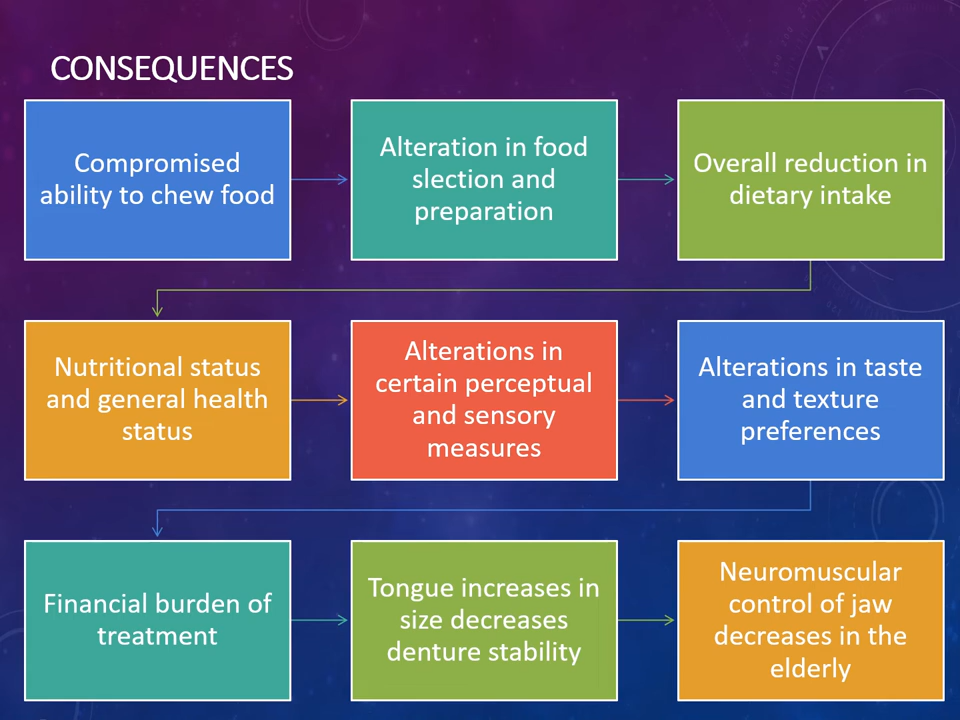 CONSEQUENCES
Compromised
ability to chew food
Alteration in food
slection and
preparation
Overall reduction in
dietary intake
Nutritional status
and general health
status
Alterations in
certain perceptual
and sensory
measures
Alterations in taste
and texture
preferences
Financial burden of
treatment
Tongue increases in
size decreases
denture stability
Neuromuscular
control of jaw
decreases in the
elderly